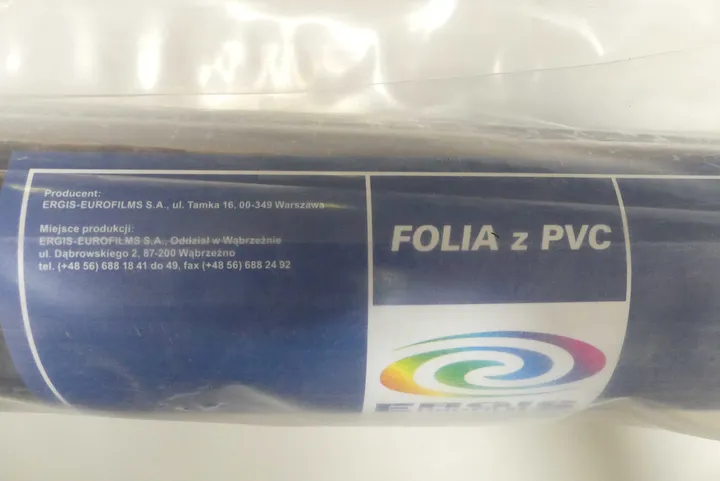 Producent:
ERGIS-EUROFILMS S.A., ul. Tamka 16, 00-349 Warszawa
Miejsce produkcji:
ERGIS-EUROFILMS S.A., Oddział w Wąbrzeźnie
ul. Dąbrowskiego 2, 87-200 Wąbrzeźno
tel. (+48 56) 688 18 41 do 49, fax (+48 56) 688 24 92
FOLIA z PVC